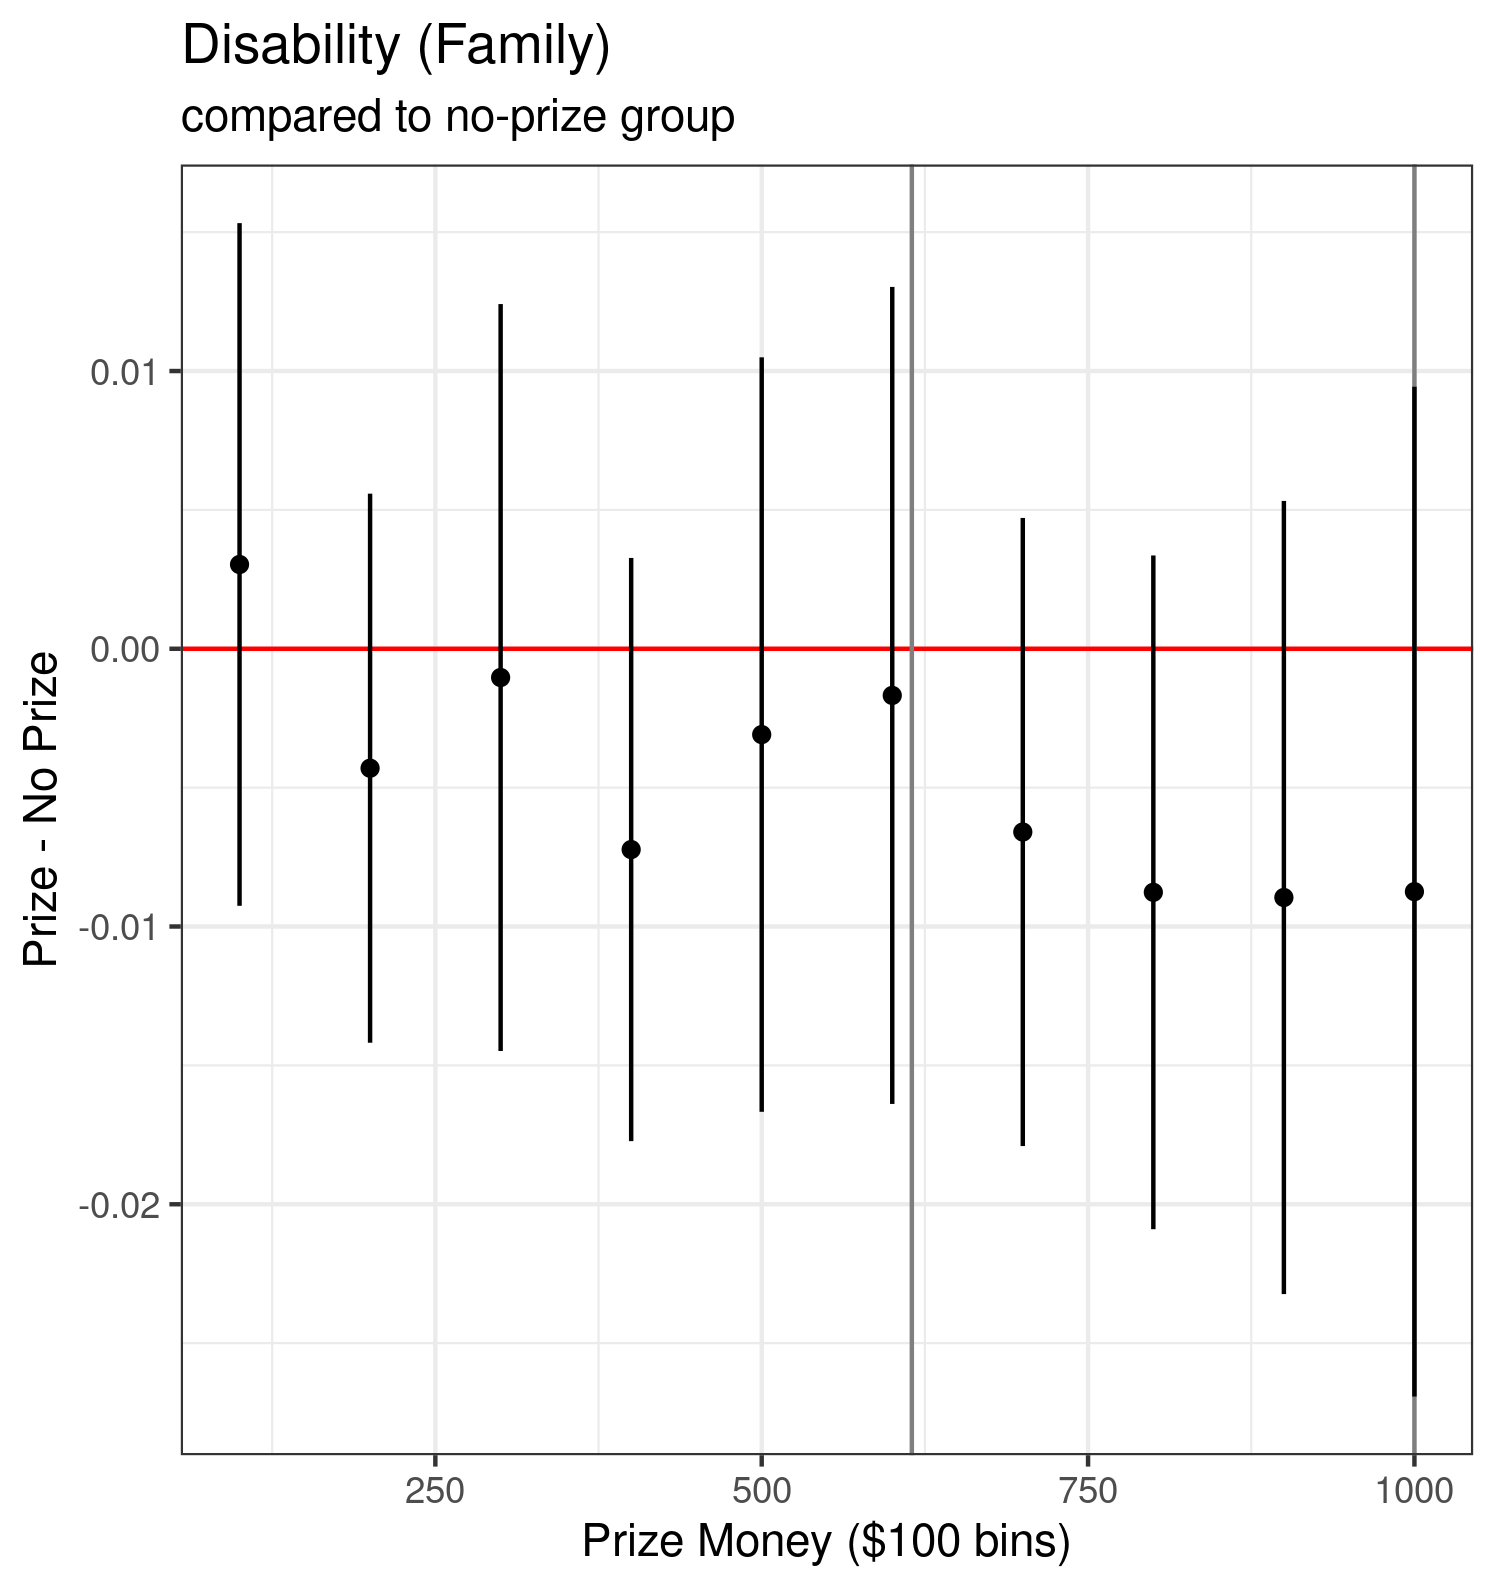 Disability (Family)
compared to no-prize group
Prize - No Prize
0.01
0.00
-0.01
-0.02
250 500 750 1000
Prize Money ($100 bins)